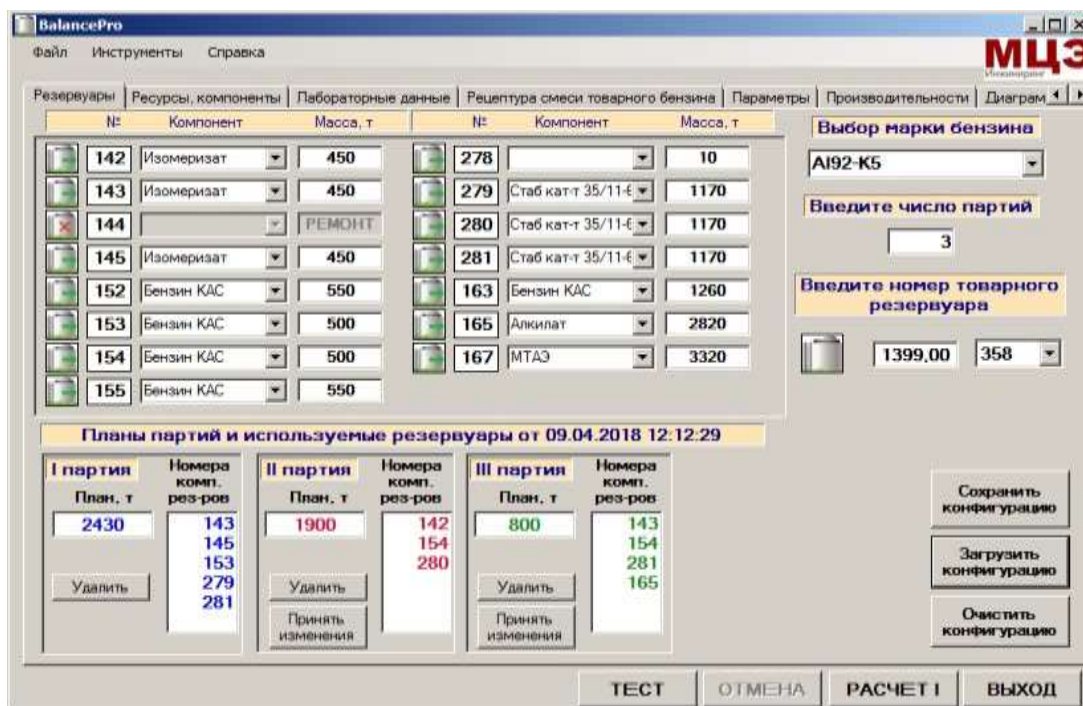 BalancePro
Файл Инструменты Справка
МЦЭ
Инжиниринг
Резервуары Ресурсы, компоненты Лабораторные данные Рецептура смеси товарного бензина Параметры Производительности Диаграм
№ Компонент Масса, т № Компонент Масса, т
Выбор марки бензина
142 Изомеризат 450 278 10
AI92-K5
143 Изомеризат 450 279 Стаб кат-т 35/11-6 1170
Введите число партий
144 РЕМОНТ 280 Стаб кат-т 35/11-6 1170
3
145 Изомеризат 450 281 Стаб кат-т 35/11-6 1170
152 Бензин КАС 550 163 Бензин КАС 1260
Введите номер товарного
резервуара
153 Бензин КАС 500 165 Алкилат 2820
154 Бензин КАС 500 167 МТАЭ 3320
1399,00 358
155 Бензин КАС 550
Планы партий и используемые резервуары от 09.04.2018 12:12:29
I партия
План, т
2430
Удалить
Номера
комп.
рез-ров
143
145
153
279
281
II партия
План, т
1900
Удалить
Принять
изменения
Номера
комп.
рез-ров
142
154
280
III партия
План, т
800
Удалить
Принять
изменения
Номера
комп.
рез-ров
143
154
281
165
Сохранить
конфигурацию
Загрузить
конфигурацию
Очистить
конфигурацию
ТЕСТ ОТМЕНА РАСЧЕТ I ВЫХОД